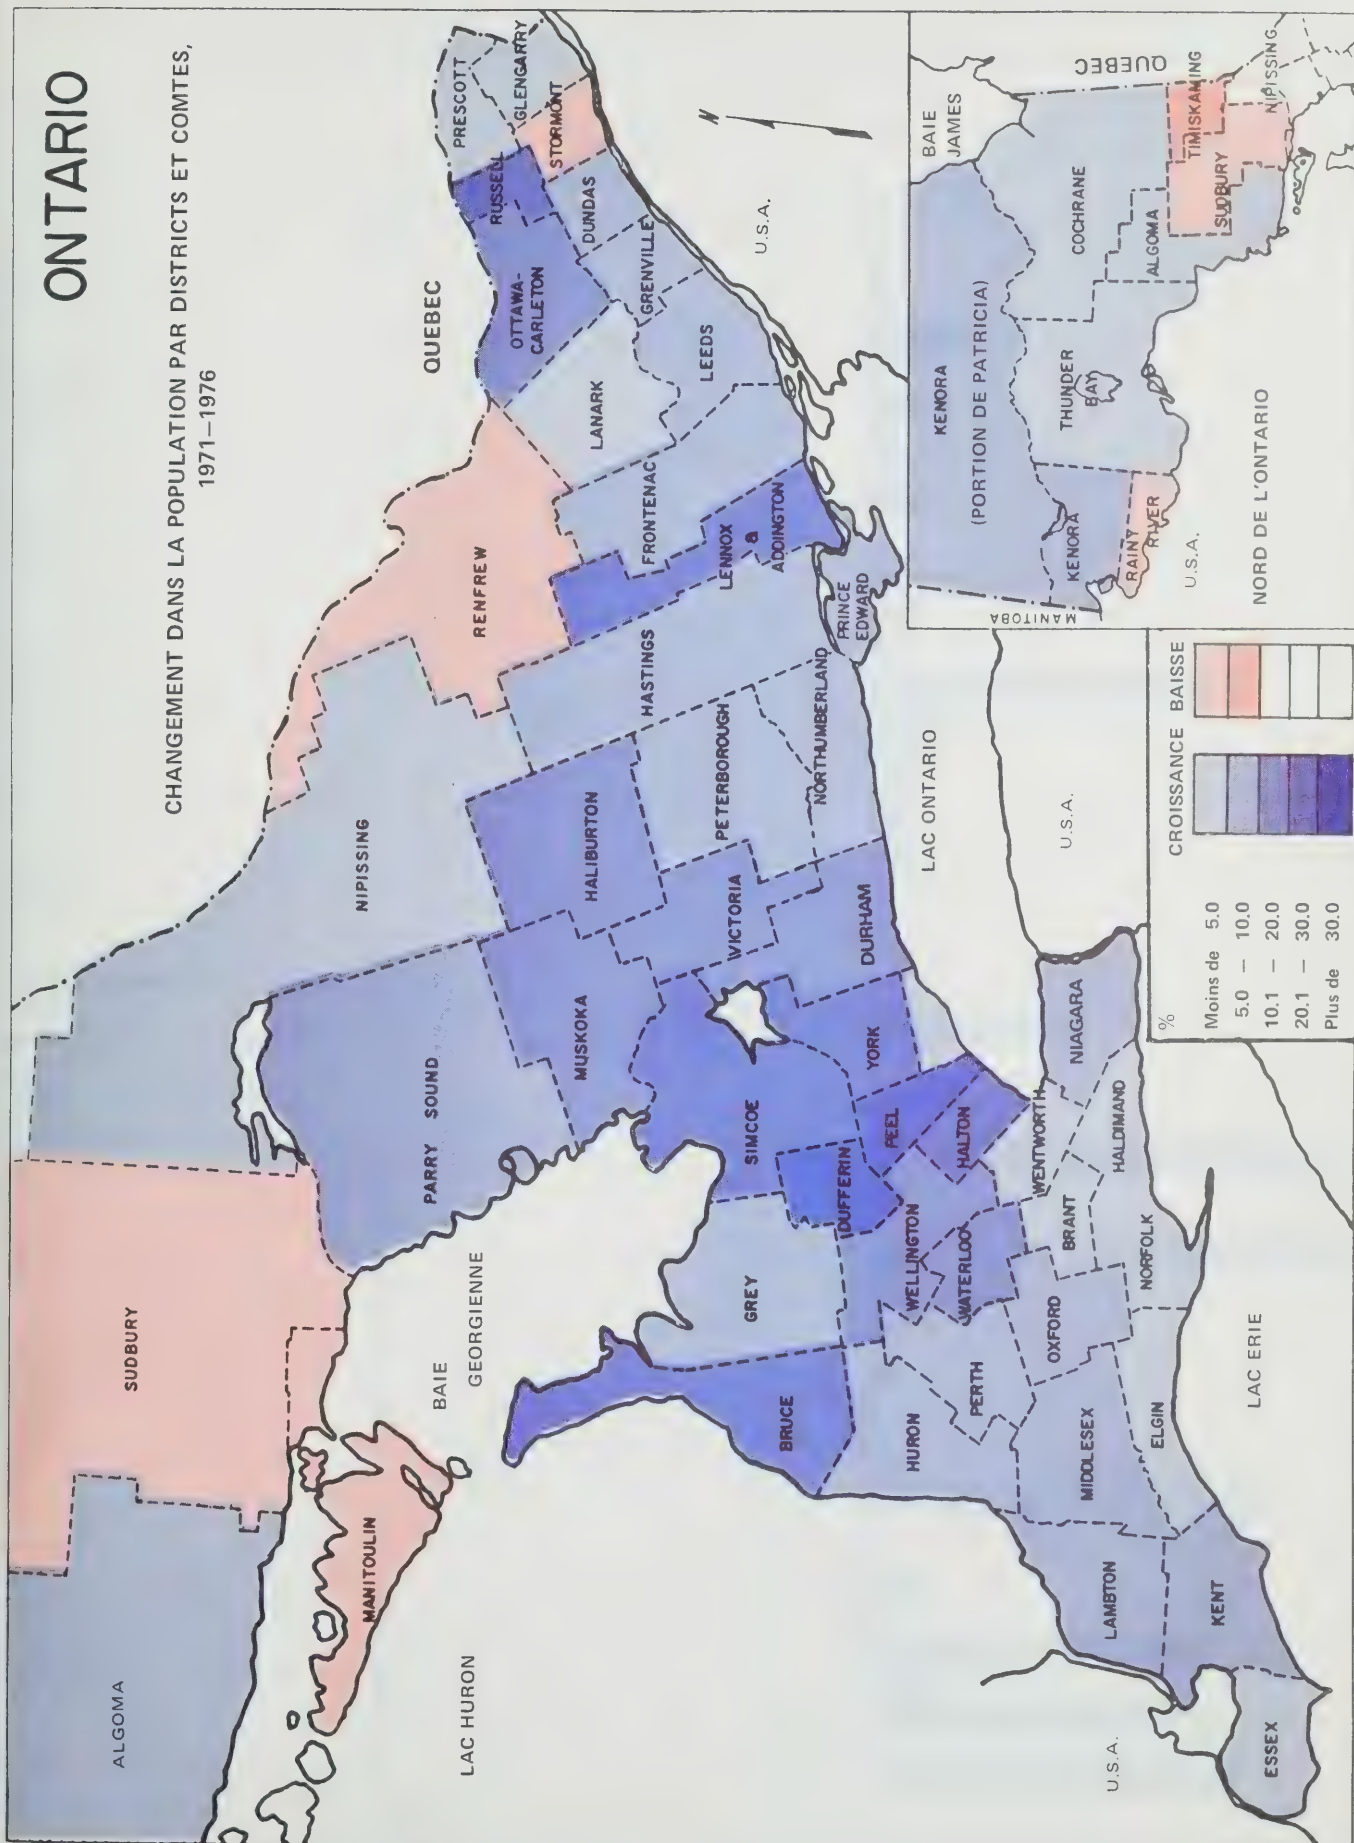 ONTARIO
CHANGEMENT DANS LA POPULATION PAR DISTRICTS ET COMTES,
1971–1976
ALGOMA
SUDBURY
MANITOULIN
LAC HURON
BAIE
GEORGIENNE
NIPISSING
PARRY SOUND
MUSKOKA
HALIBURTON
RENFREW
QUEBEC
OTTAWA-
CARLETON
RUSSELL
PRESCOTT
GLENGARRY
STORMONT
DUNDAS
GRENVILLE
LEEDS
LANARK
FRONTENAC
LENNOX
a
ADDINGTON
HASTINGS
PRINCE
EDWARD
NORTHUMBERLAND
PETERBOROUGH
VICTORIA
DURHAM
YORK
SIMCOE
PEEL
HALTON
DUFFERIN
WELLINGTON
WATERLOO
GREY
BRUCE
HURON
PERTH
OXFORD
BRANT
WENTWORTH
NIAGARA
HALDIMAND
NORFOLK
ELGIN
MIDDLESEX
LAMBTON
KENT
ESSEX
U.S.A.
LAC ERIE
LAC ONTARIO
U.S.A.
U.S.A.
N
%
CROISSANCE BAISSE
Moins de 5.0
5.0 – 10.0
10.1 – 20.0
20.1 – 30.0
Plus de 30.0
MANITOBA
KENORA
(PORTION DE PATRICIA)
KENORA
RAINY
RIVER
U.S.A.
THUNDER
BAY
COCHRANE
ALGOMA
BAIE
JAMES
QUEBEC
TIMISKAMING
SUDBURY
NIPISSING
NORD DE L'ONTARIO